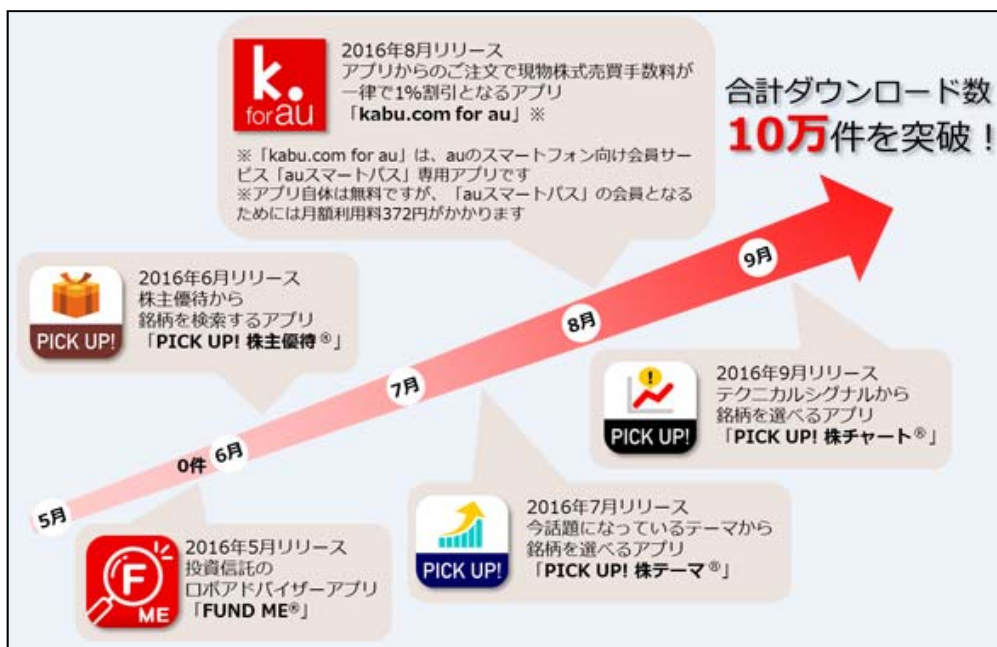 k.
for au
2016年8月リリース
アプリからのご注文で現物株式売買手数料が
一律で1%割引となるアプリ
「kabu.com for au」※
※「kabu.com for au」は、auのスマートフォン向け会員サー
ビス「auスマートパス」専用アプリです
※アプリ自体は無料ですが、「auスマートパス」の会員となる
ためには月額利用料372円がかかります
合計ダウンロード数
10万件を突破！
PICK UP!
2016年6月リリース
株主優待から
銘柄を検索するアプリ
「PICK UP! 株主優待®」
9月
8月
7月
6月
0件
5月
PICK UP!
2016年9月リリース
テクニカルシグナルから
銘柄を選べるアプリ
「PICK UP! 株チャート®」
PICK UP!
2016年7月リリース
今話題になっているテーマから
銘柄を選べるアプリ
「PICK UP! 株テーマ®」
F
ME
2016年5月リリース
投資信託の
ロボアドバイザーアプリ
「FUND ME®」